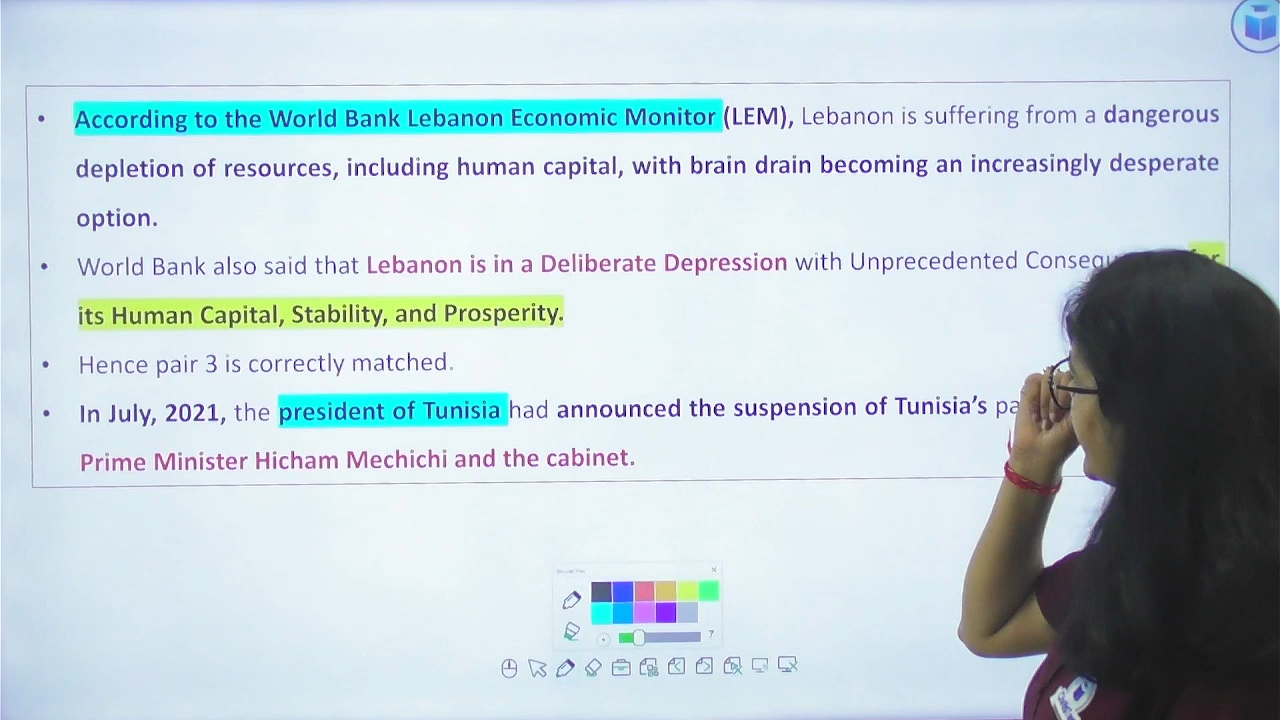 • According to the World Bank Lebanon Economic Monitor (LEM), Lebanon is suffering from a dangerous
depletion of resources, including human capital, with brain drain becoming an increasingly desperate
option.
• World Bank also said that Lebanon is in a Deliberate Depression with Unprecedented
its Human Capital, Stability, and Prosperity.
• Hence pair 3 is correctly matched.
• In July, 2021, the president of Tunisia had announced the suspension of Tunisia’s
Prime Minister Hicham Mechichi and the cabinet.
7